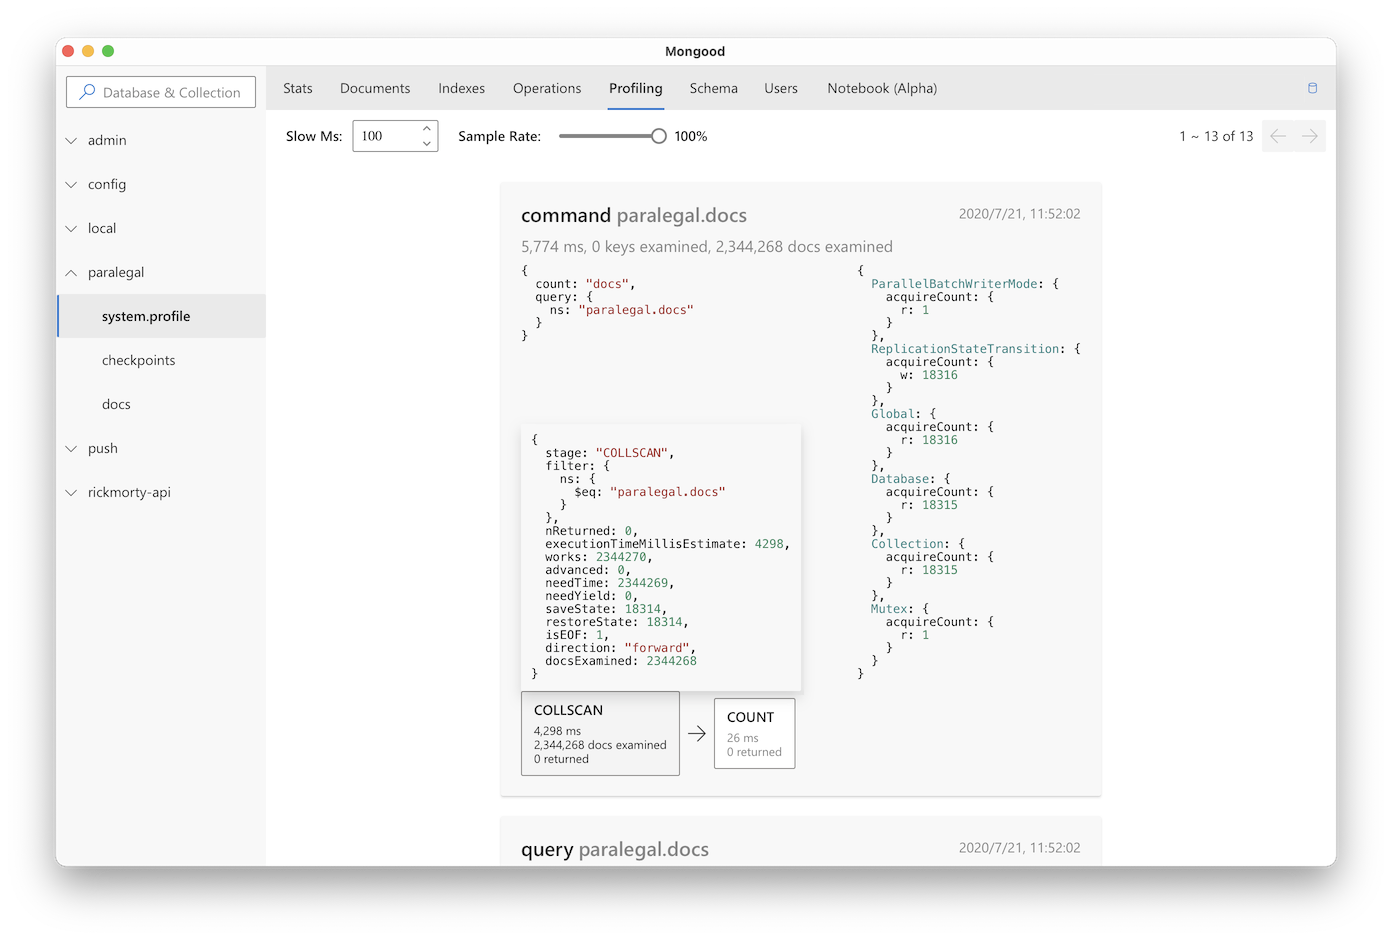 Mongood
Database & Collection
admin
config
local
paralegal
system.profile
checkpoints
docs
push
rickmorty-api
Stats
Documents
Indexes
Operations
Profiling
Schema
Users
Notebook (Alpha)
Slow Ms:
100
Sample Rate:
100%
1 ~ 13 of 13
command paralegal.docs
2020/7/21, 11:52:02
5,774 ms, 0 keys examined, 2,344,268 docs examined
{
count: "docs",
query: {
ns: "paralegal.docs"
}
}
{
stage: "COLLSCAN",
filter: {
ns: {
$eq: "paralegal.docs"
}
},
nReturned: 0,
executionTimeMillisEstimate: 4298,
works: 2344270,
advanced: 0,
needTime: 2344269,
needYield: 0,
saveState: 18314,
restoreState: 18314,
isEOF: 1,
direction: "forward",
docsExamined: 2344268
}
COLLSCAN
4,298 ms
2,344,268 docs examined
0 returned
COUNT
26 ms
0 returned
{
ParallelBatchWriterMode: {
acquireCount: {
r: 1
}
},
ReplicationStateTransition: {
acquireCount: {
w: 18316
}
},
Global: {
acquireCount: {
r: 18316
}
},
Database: {
acquireCount: {
r: 18315
}
},
Collection: {
acquireCount: {
r: 18315
}
},
Mutex: {
acquireCount: {
r: 1
}
}
}
query paralegal.docs
2020/7/21, 11:52:02